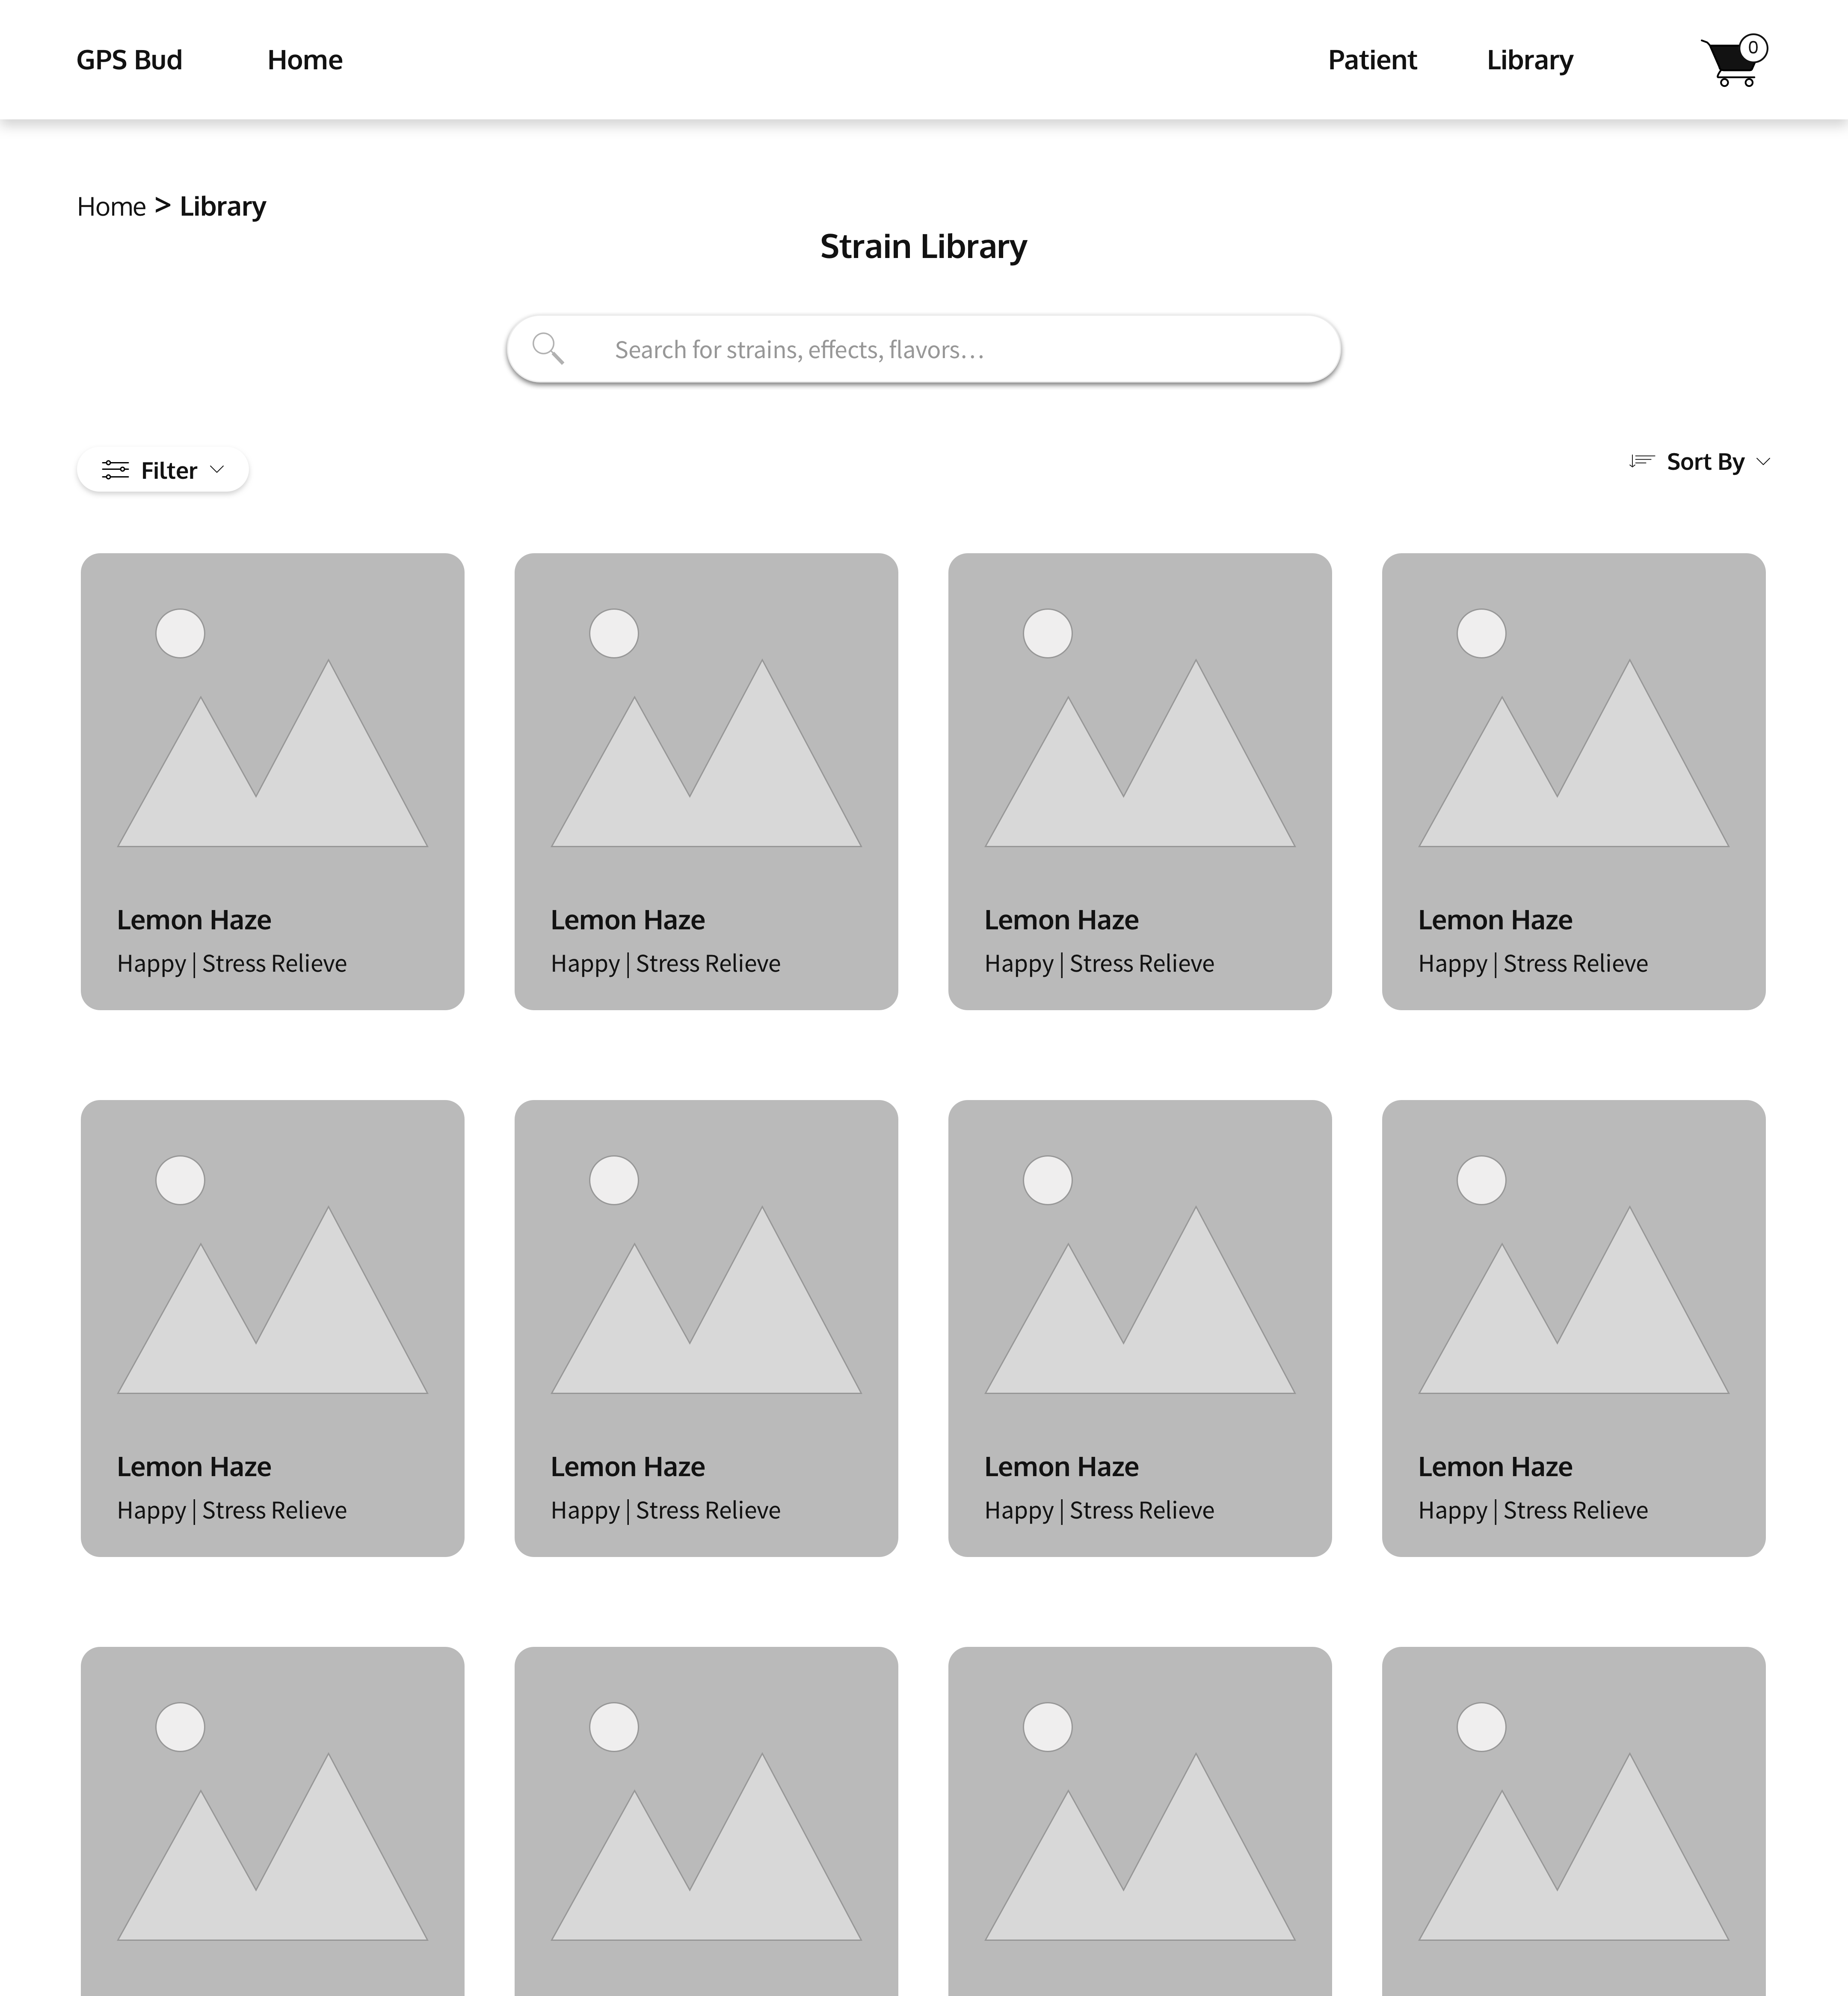 GPS Bud Home Patient Library 0
Home > Library
Strain Library
Search for strains, effects, flavors...
Filter Sort By
Lemon Haze Lemon Haze Lemon Haze Lemon Haze
Happy | Stress Relieve Happy | Stress Relieve Happy | Stress Relieve Happy | Stress Relieve
Lemon Haze Lemon Haze Lemon Haze Lemon Haze
Happy | Stress Relieve Happy | Stress Relieve Happy | Stress Relieve Happy | Stress Relieve